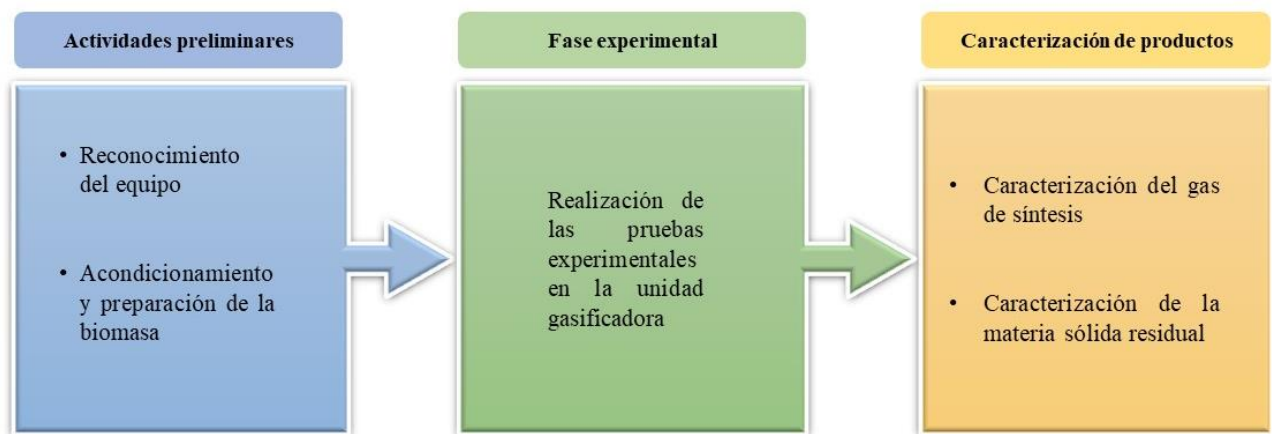 Actividades preliminares
Fase experimental
Caracterización de productos
• Reconocimiento
del equipo
• Acondicionamiento
y preparación de la
biomasa
Realización de
las pruebas
experimentales
en la unidad
gasificadora
• Caracterización del gas
de síntesis
• Caracterización de la
materia sólida residual